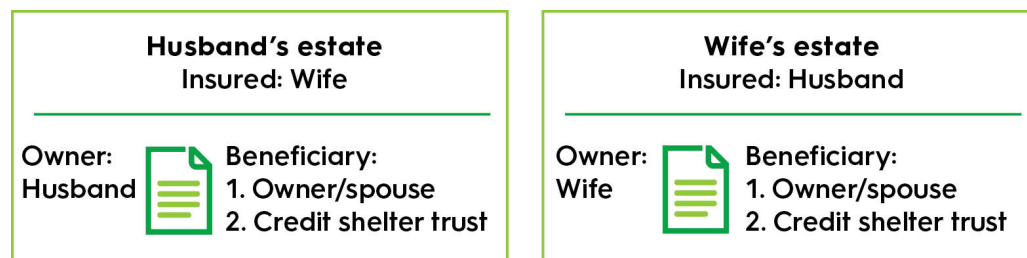 Husband's estate
Insured: Wife
Owner:
Husband
Beneficiary:
1. Owner/spouse
2. Credit shelter trust
Wife's estate
Insured: Husband
Owner:
Wife
Beneficiary:
1. Owner/spouse
2. Credit shelter trust